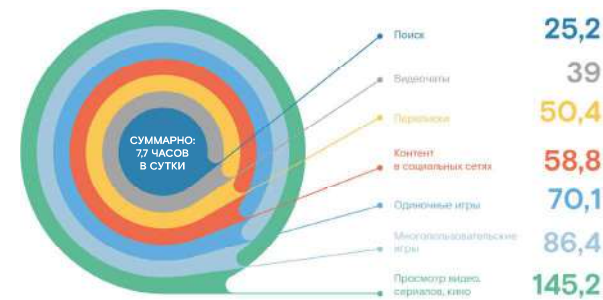 СУММАРНО:
7,7 ЧАСОВ
В СУТКИ
Поиск
25,2
Видеочаты
39
Переписки
50,4
Контент
в социальных сетях
58,8
Одиночные игры
70,1
Многопользовательские
игры
86,4
Просмотр видео,
сериалов, кино
145,2